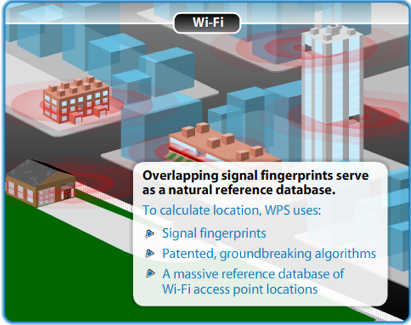 Wi-Fi
Overlapping signal fingerprints serve
as a natural reference database.
To calculate location, WPS uses:
Signal fingerprints
Patented, groundbreaking algorithms
A massive reference database of
Wi-Fi access point locations